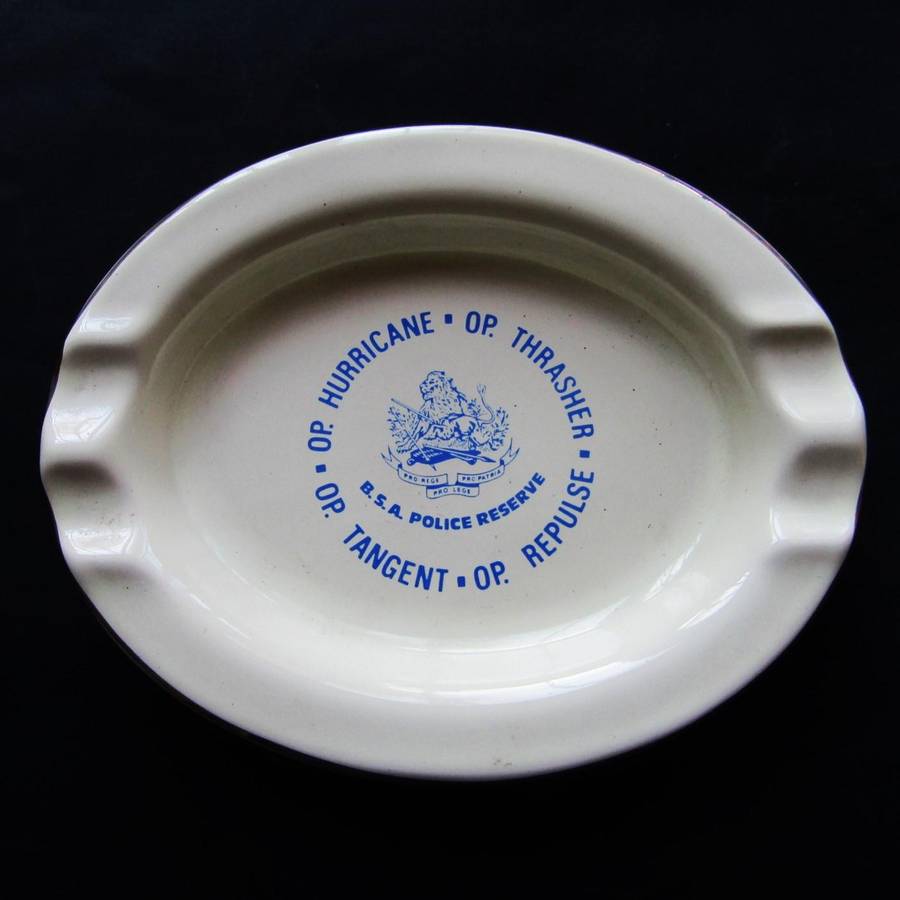 OP. HURRICANE ▪ OP. THRASHER ▪ OP. REPULSE ▪ OP. TANGENT ▪
PRO REGE PRO LEGE PRO PATRIA
B.S.A. POLICE RESERVE